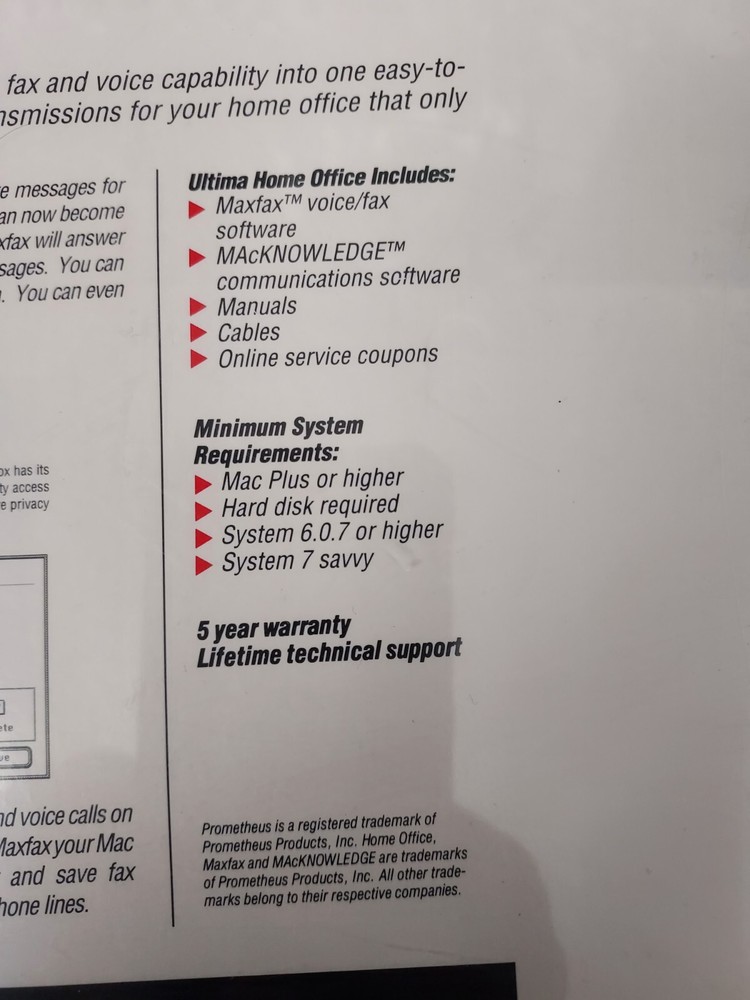 fax and voice capability into one easy-to-
nsmissions for your home office that only
e messages for
an now become
xfax will answer
sages. You can
. You can even
ox has its
ty access
e privacy
ete
ue
nd voice calls on
Maxfax your Mac
and save fax
hone lines.
Ultima Home Office Includes:
Maxfax™ voice/fax
software
MAcKNOWLEDGE™
communications software
Manuals
Cables
Online service coupons
Minimum System
Requirements:
Mac Plus or higher
Hard disk required
System 6.0.7 or higher
System 7 savvy
5 year warranty
Lifetime technical support
Prometheus is a registered trademark of
Prometheus Products, Inc. Home Office,
Maxfax and MAcKNOWLEDGE are trademarks
of Prometheus Products, Inc. All other trade-
marks belong to their respective companies.